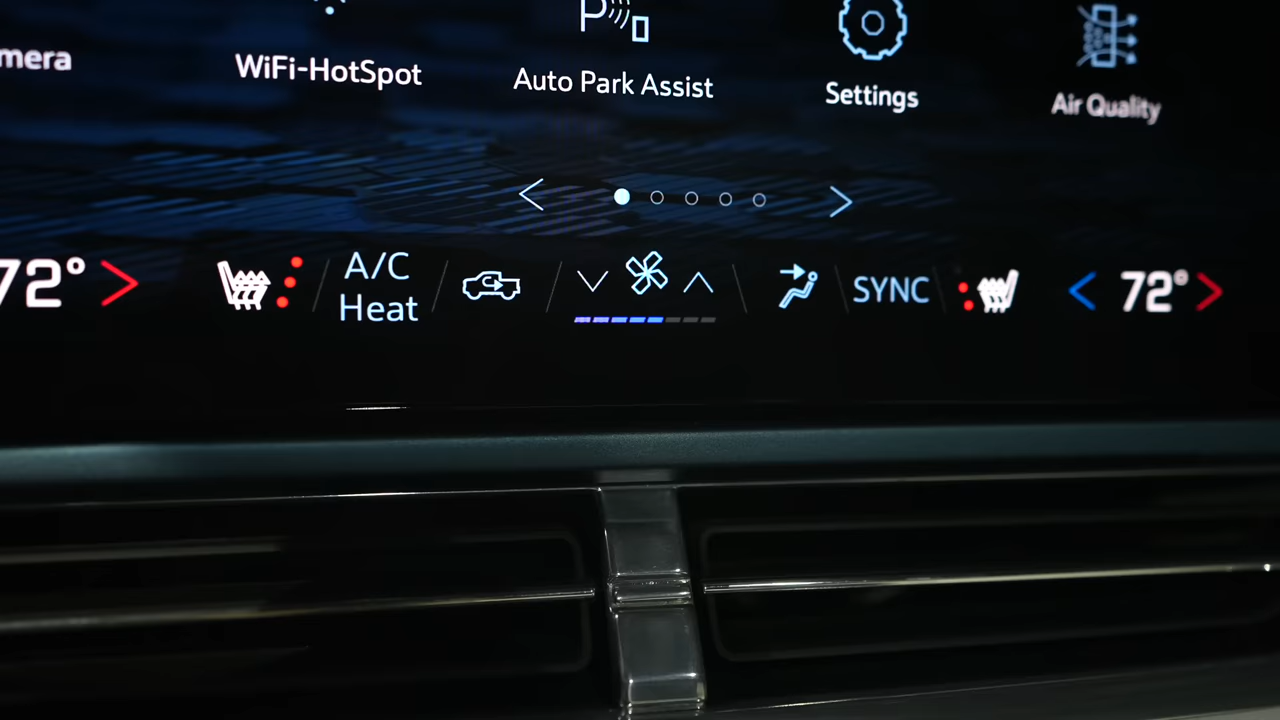 mera
WiFi-HotSpot
Auto Park Assist
Settings
Air Quality
72°
A/C
Heat
SYNC
72°